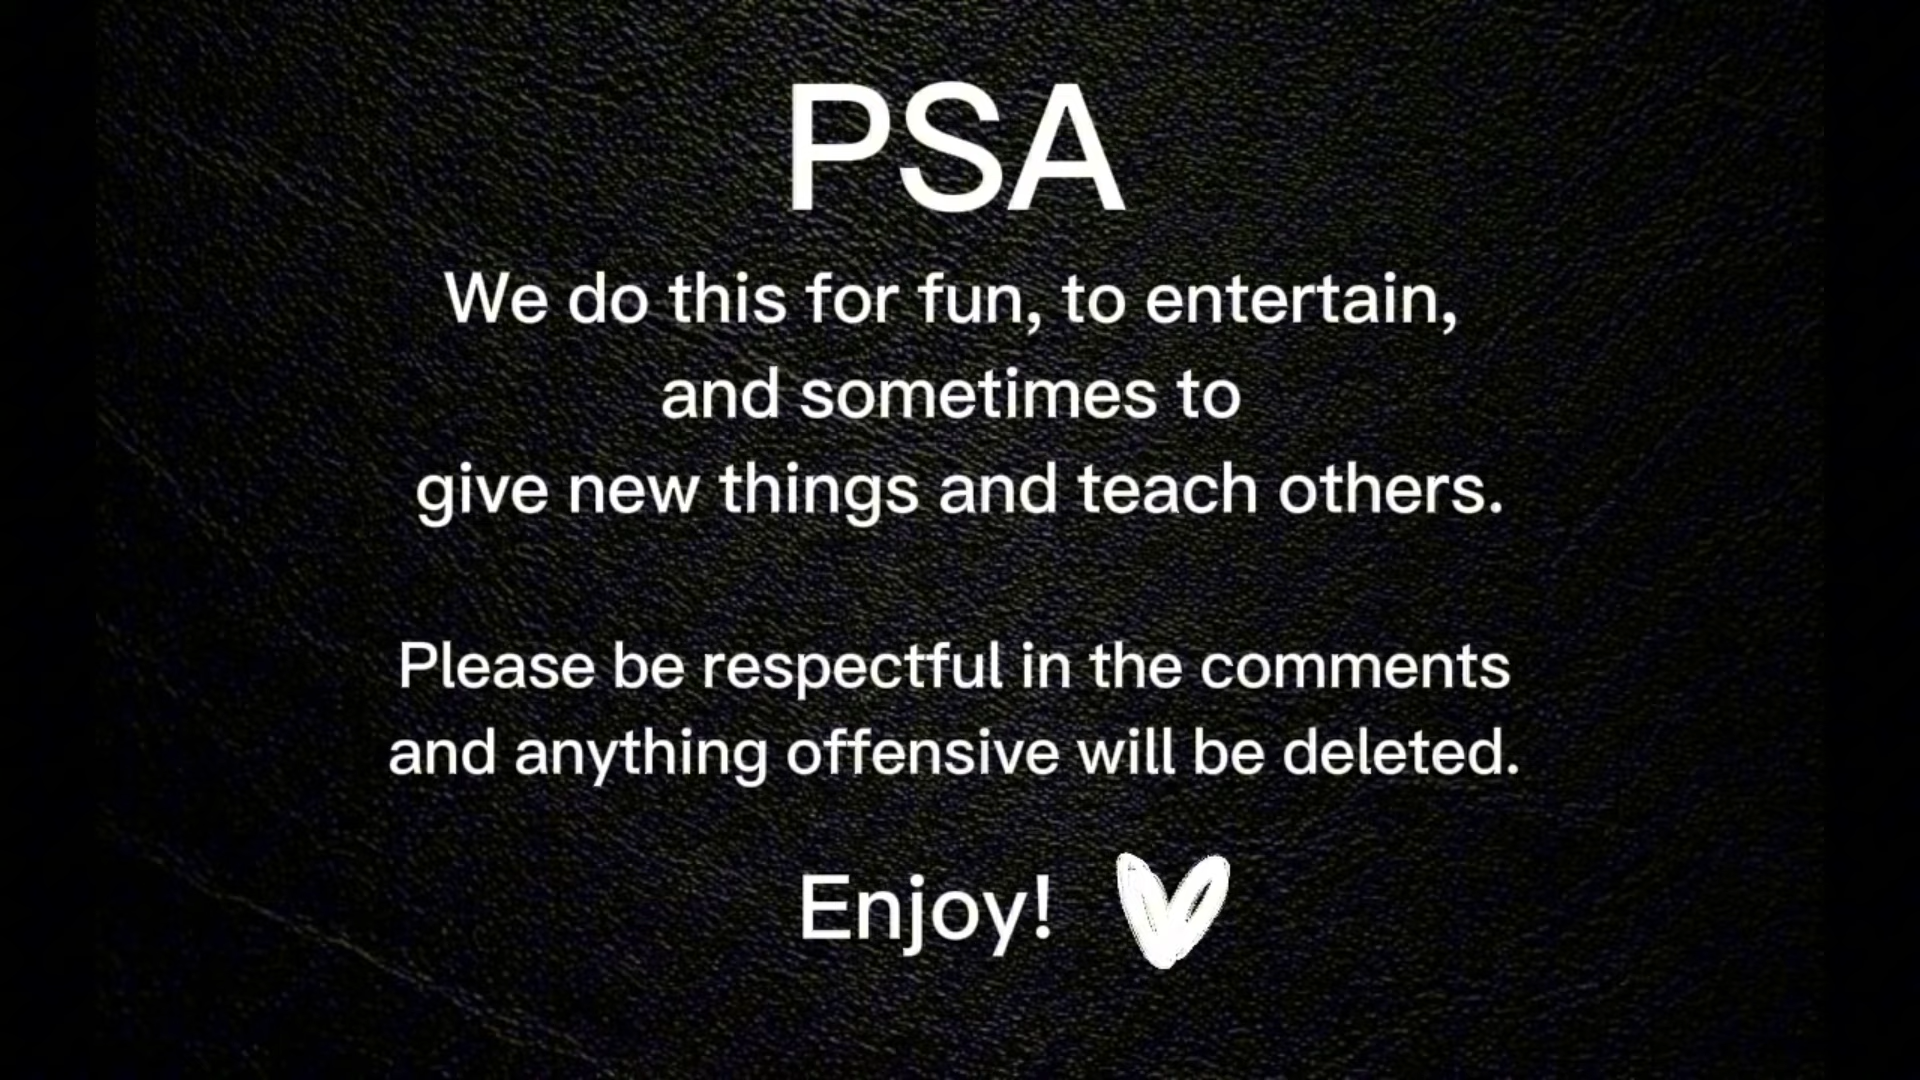 PSA
We do this for fun, to entertain,
and sometimes to
give new things and teach others.
Please be respectful in the comments
and anything offensive will be deleted.
Enjoy!